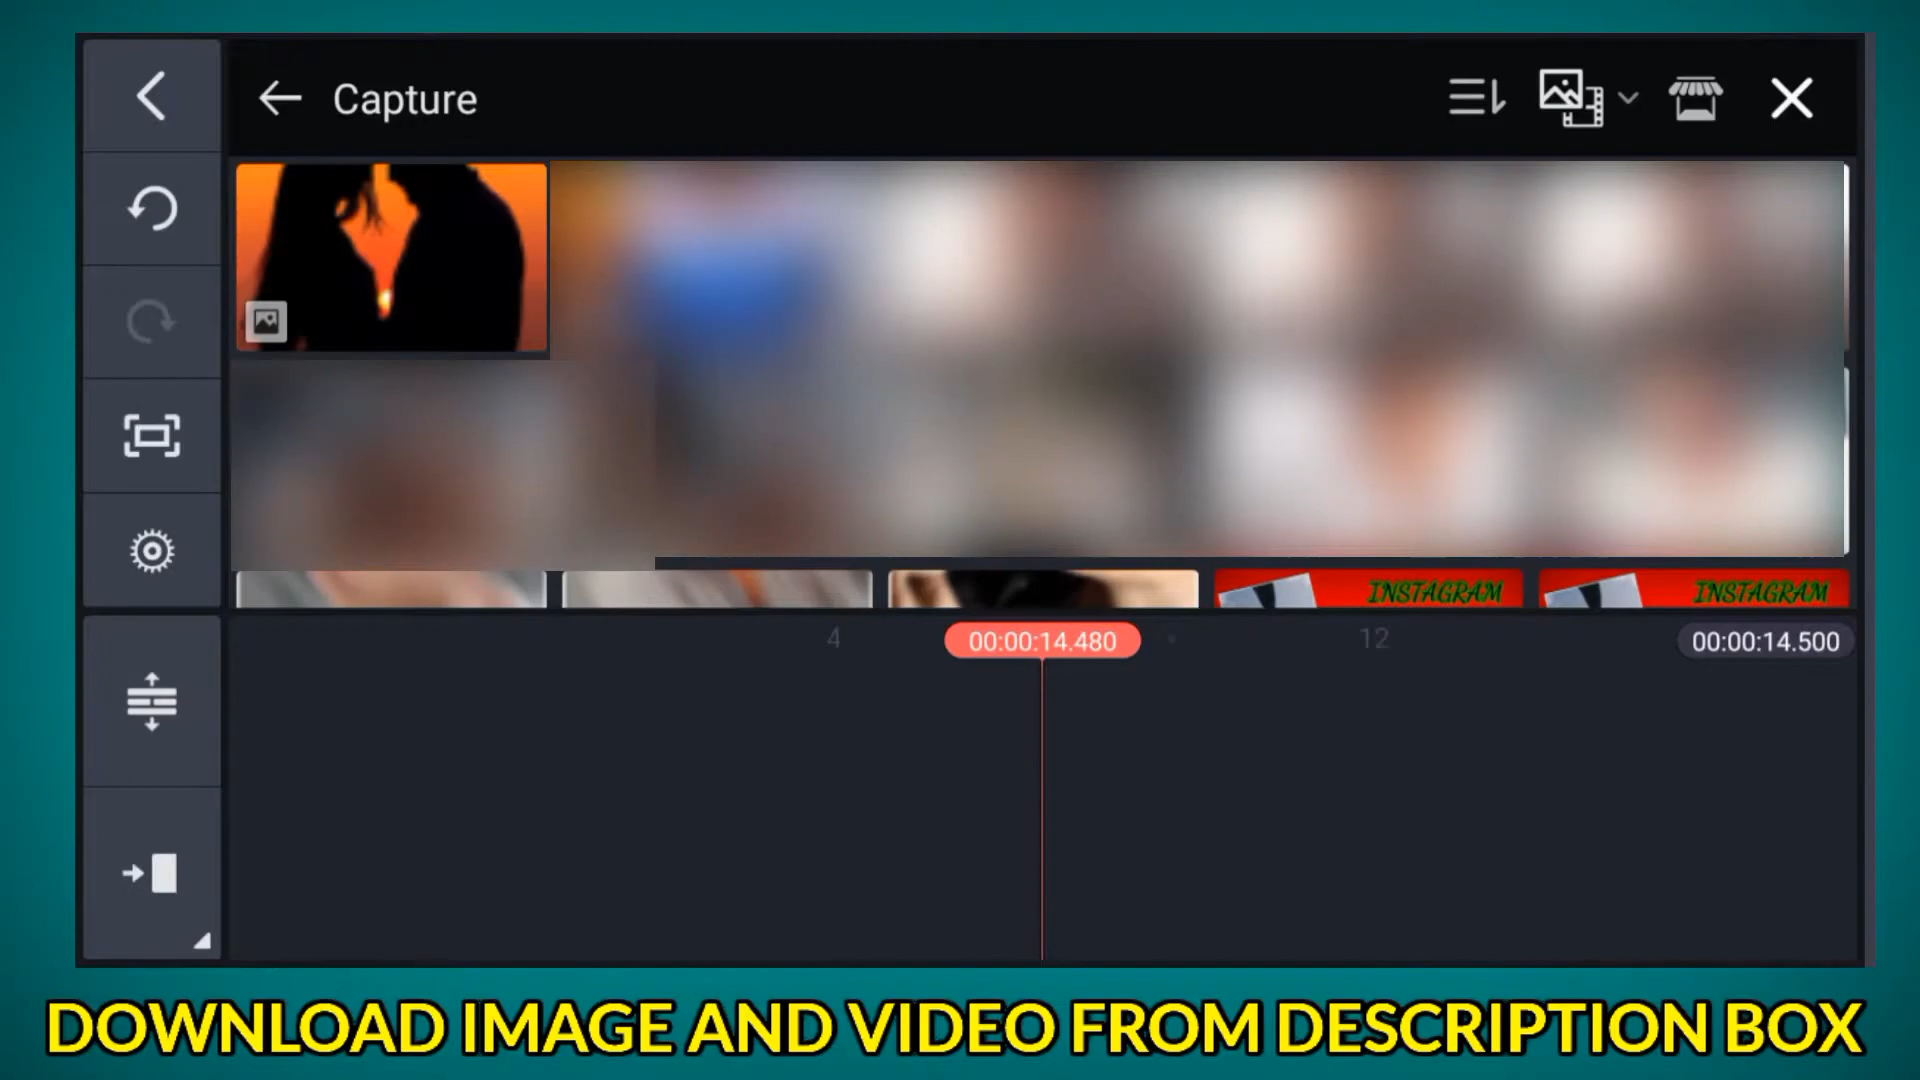 Capture
INSTAGRAM INSTAGRAM
4 00:00:14.480 12 00:00:14.500
DOWNLOAD IMAGE AND VIDEO FROM DESCRIPTION BOX